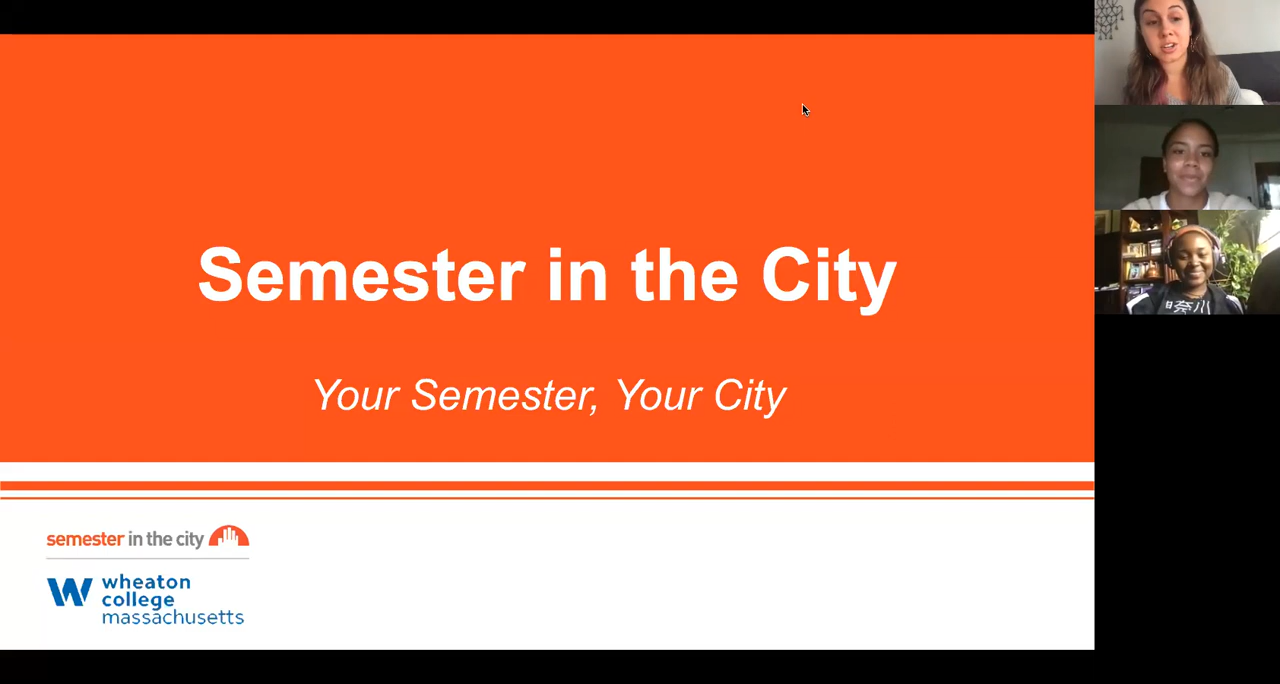 Semester in the City
Your Semester, Your City
semester in the city
W wheaton
college
massachusetts